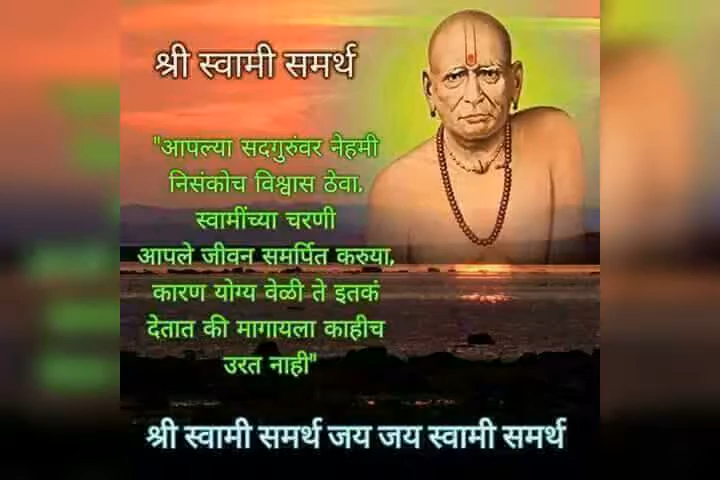 श्री स्वामी समर्थ
"आपल्या सदगुरुंवर नेहमी
निसंकोच विश्वास ठेवा.
स्वामींच्या चरणी
आपले जीवन समर्पित करुया,
कारण योग्य वेळी ते इतकं
देतात की मागायला काहीच
उरत नाही"
श्री स्वामी समर्थ जय जय स्वामी समर्थ